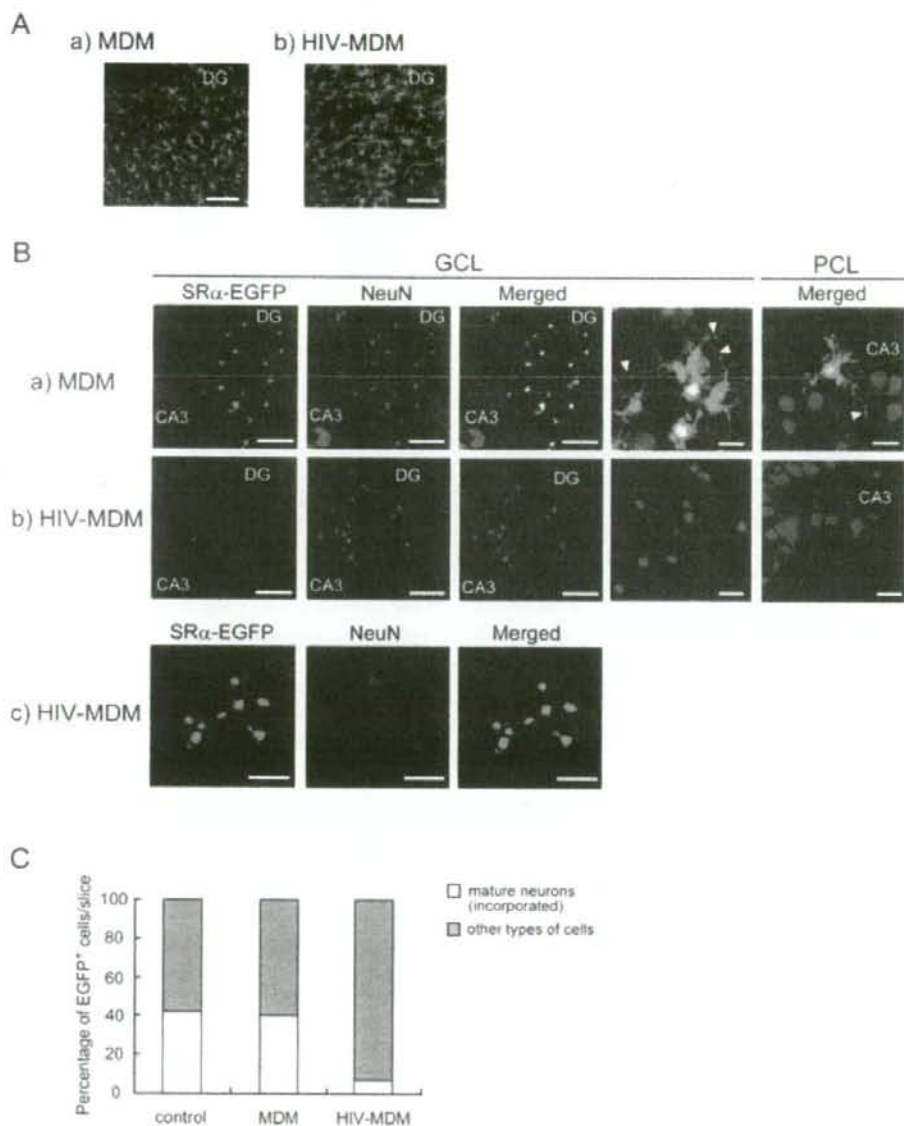 A
a) MDM
b) HIV-MDM
DG
DG
B
GCL
PCL
SRα-EGFP
NeuN
Merged
Merged
a) MDM
DG
CA3
DG
DG
CA3
CA3
b) HIV-MDM
DG
CA3
DG
CA3
DG
CA3
CA3
SRα-EGFP
NeuN
Merged
c) HIV-MDM
C
Percentage of EGFP⁺ cells/slice
100
80
60
40
20
0
control
MDM
HIV-MDM
mature neurons
(incorporated)
other types of cells